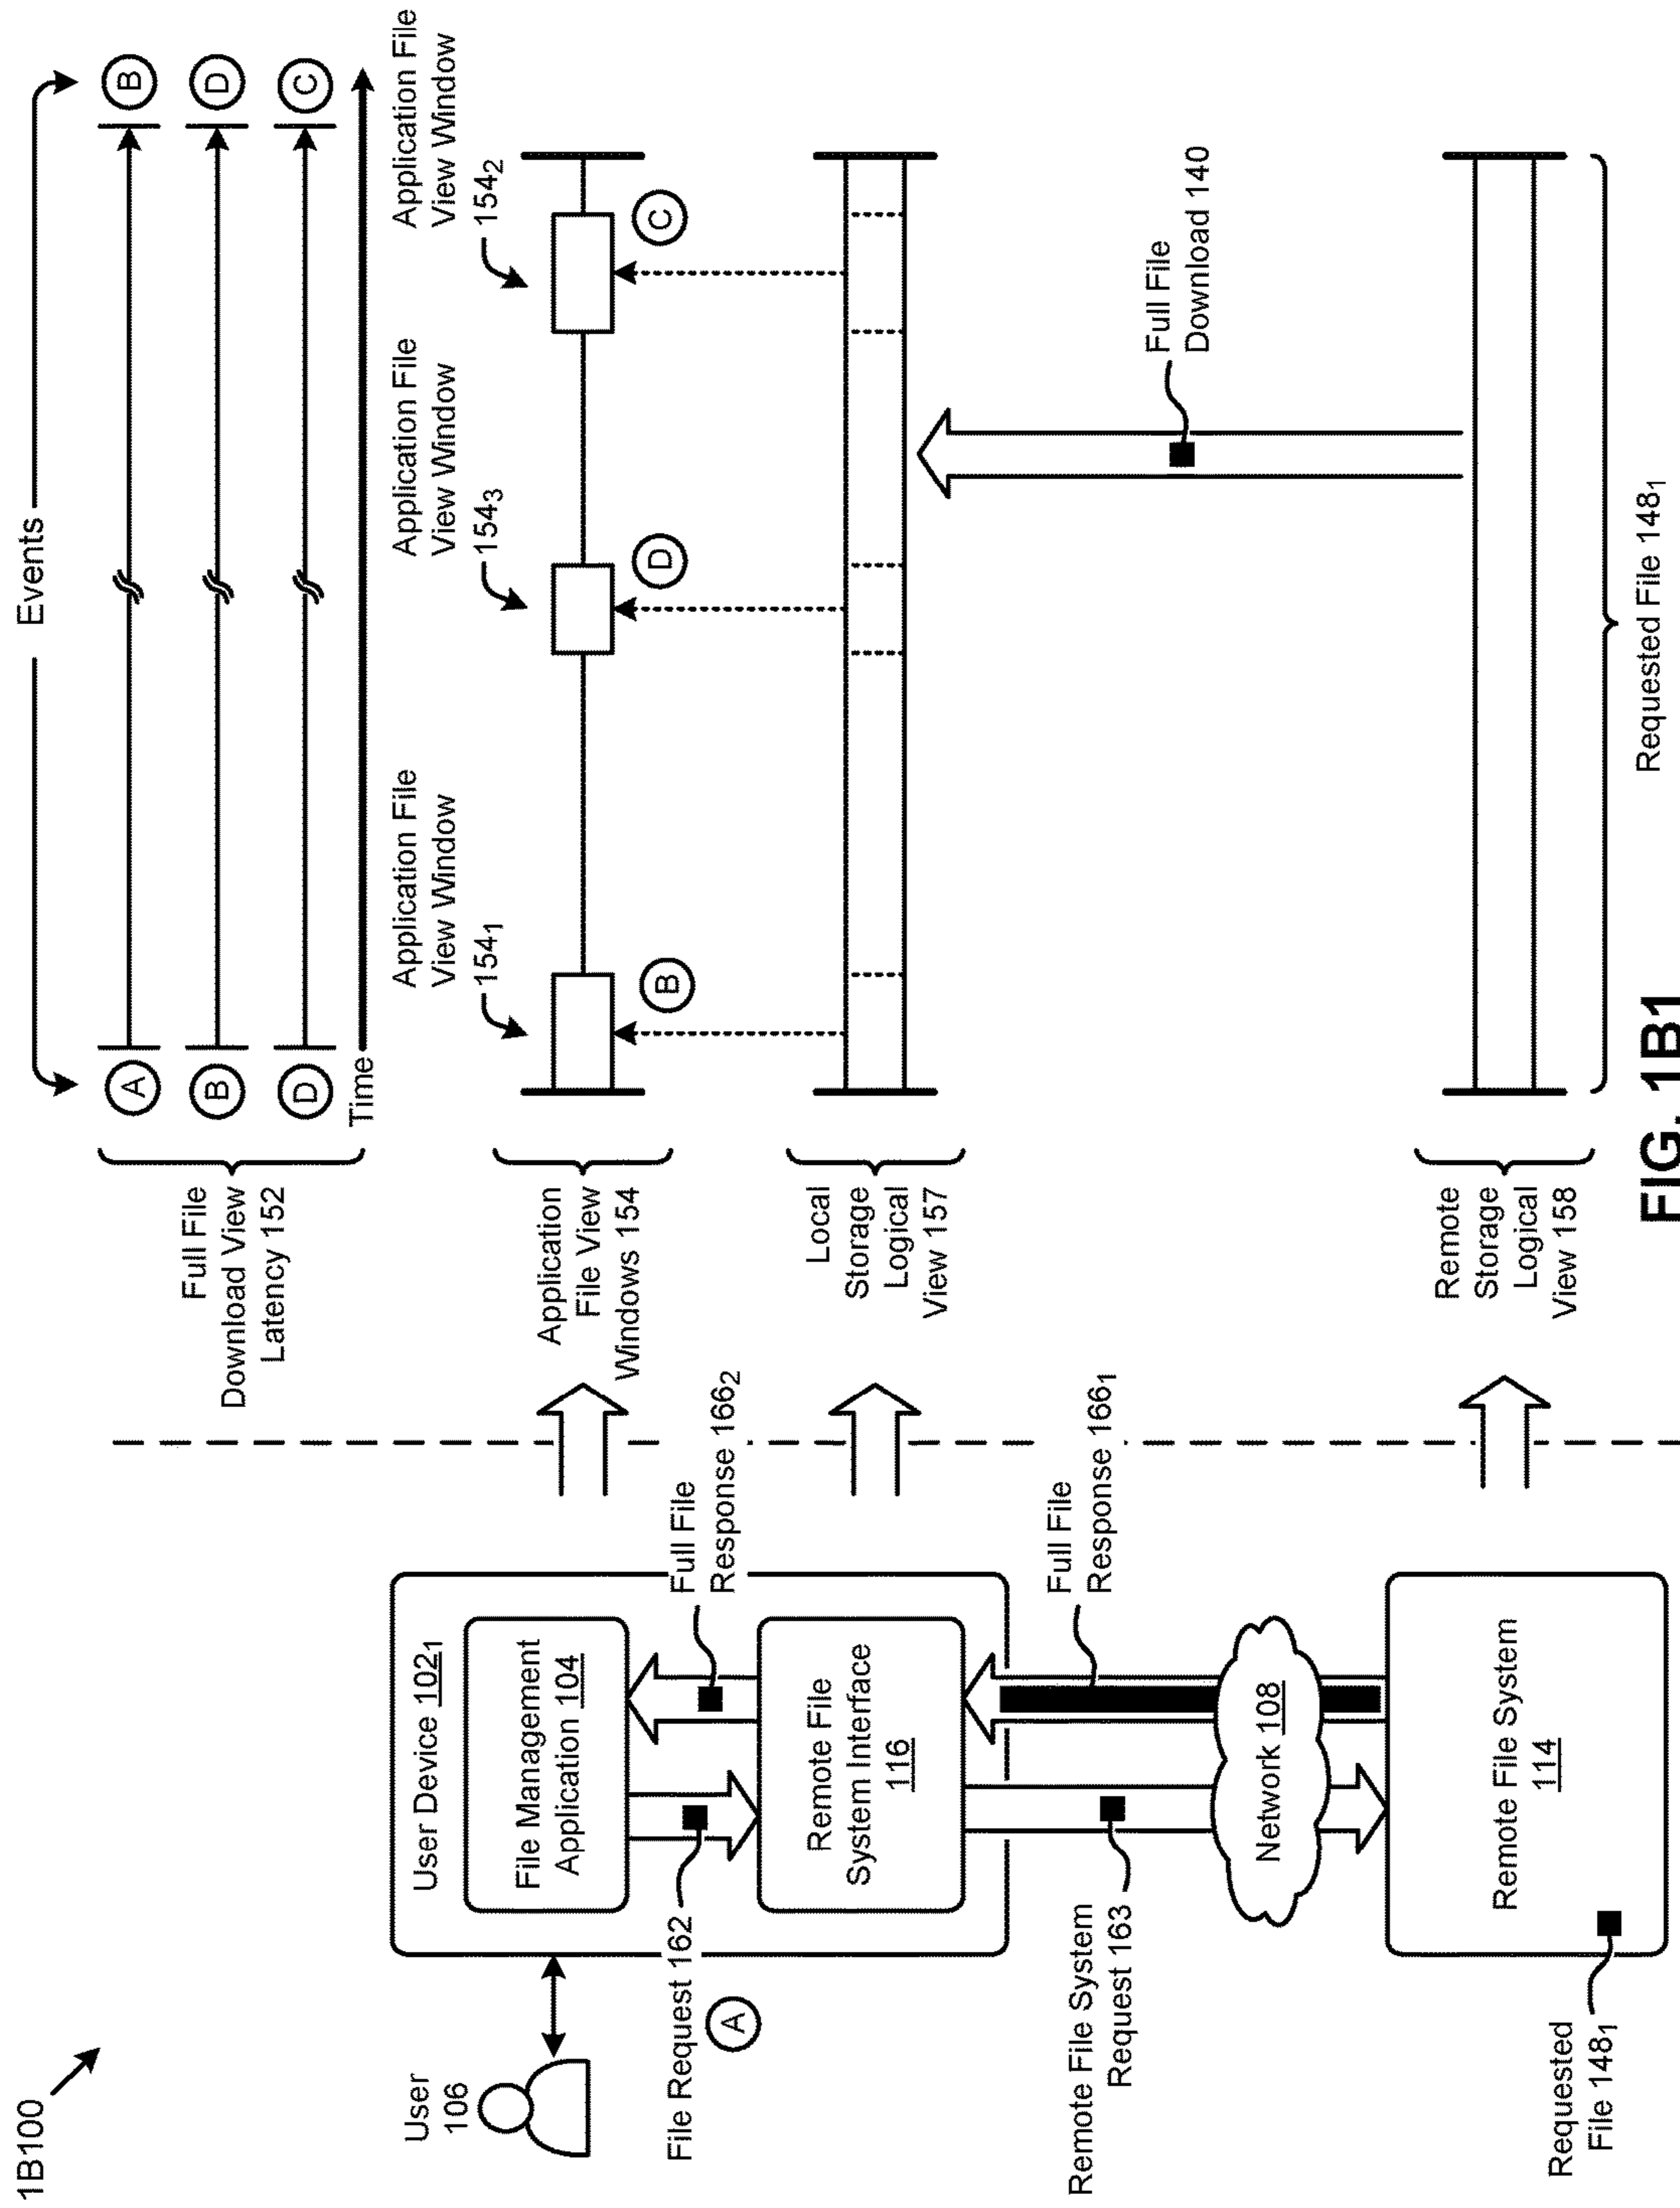 1B100
Events
A
B
B
D
D
C
Time
Full File
Download View
Latency 152
User
106
User Device 102₁
File Management
Application 104
File Request 162
A
Full File
Response 166₂
Remote File
System Interface
116
Remote File System
Request 163
Full File
Response 166₁
Network 108
Remote File System
114
Requested
File 148₁
Application
File View
Windows 154
Application File
View Window
154₁
Application File
View Window
154₃
Application File
View Window
154₂
B
D
C
Local
Storage
Logical
View 157
Full File
Download 140
Remote
Storage
Logical
View 158
Requested File 148₁
FIG. 1B1